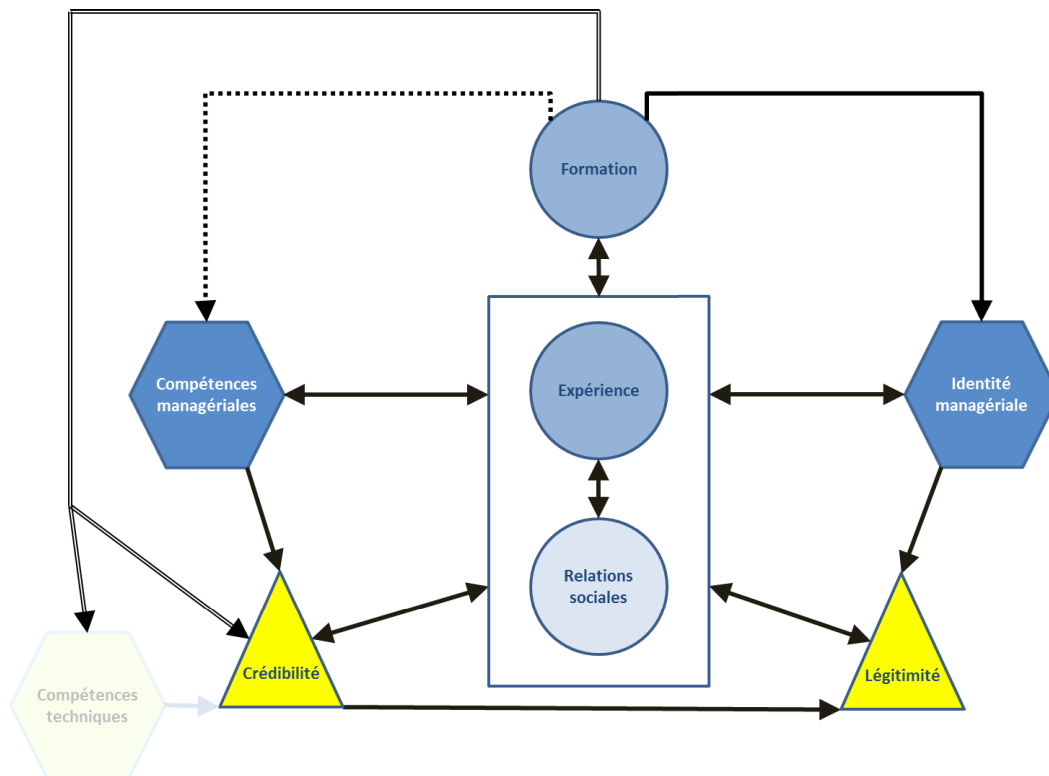 Formation
Compétences
managériales
Expérience
Identité
managériale
Relations
sociales
Crédibilité
Légitimité
Compétences
techniques